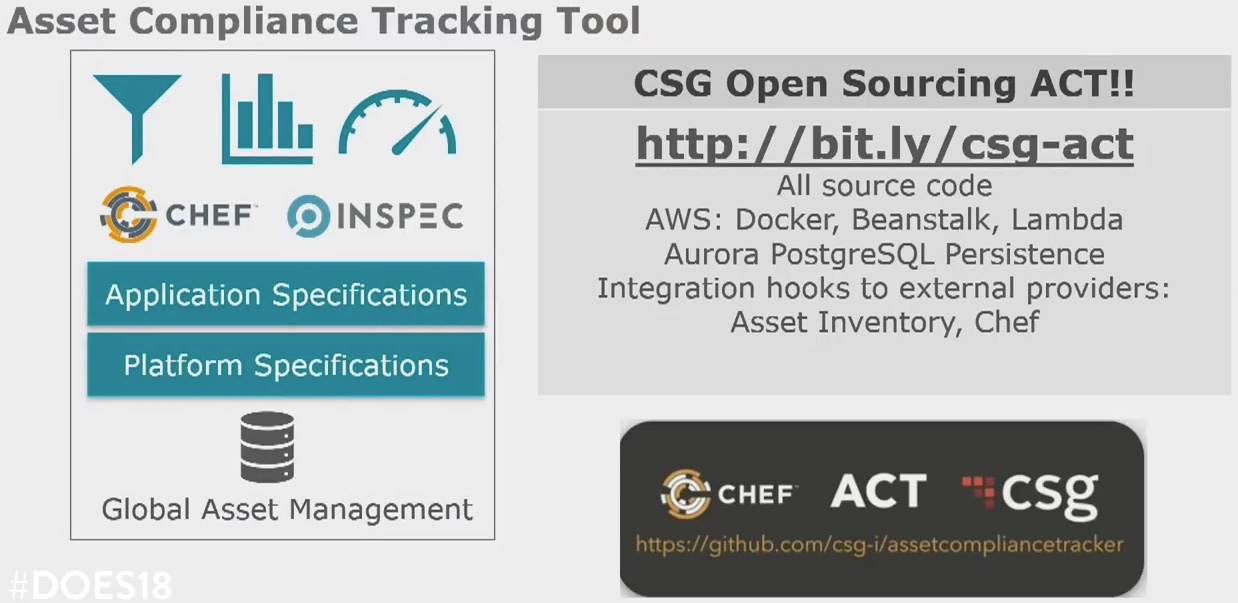 Asset Compliance Tracking Tool
CHEF™
INSPEC
Application Specifications
Platform Specifications
Global Asset Management
CSG Open Sourcing ACT!!
http://bit.ly/csg-act
All source code
AWS: Docker, Beanstalk, Lambda
Aurora PostgreSQL Persistence
Integration hooks to external providers:
Asset Inventory, Chef
CHEF™ ACT csg
https://github.com/csg-i/assetcompliancetracker
#DOES18